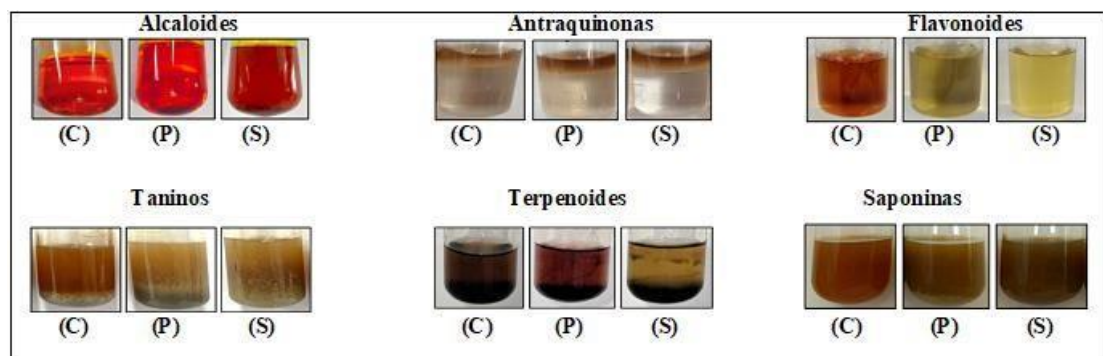 Alcaloides Antraquinonas Flavonoides
(C) (P) (S) (C) (P) (S) (C) (P) (S)
Taninos Terpenoides Saponinas
(C) (P) (S) (C) (P) (S) (C) (P) (S)